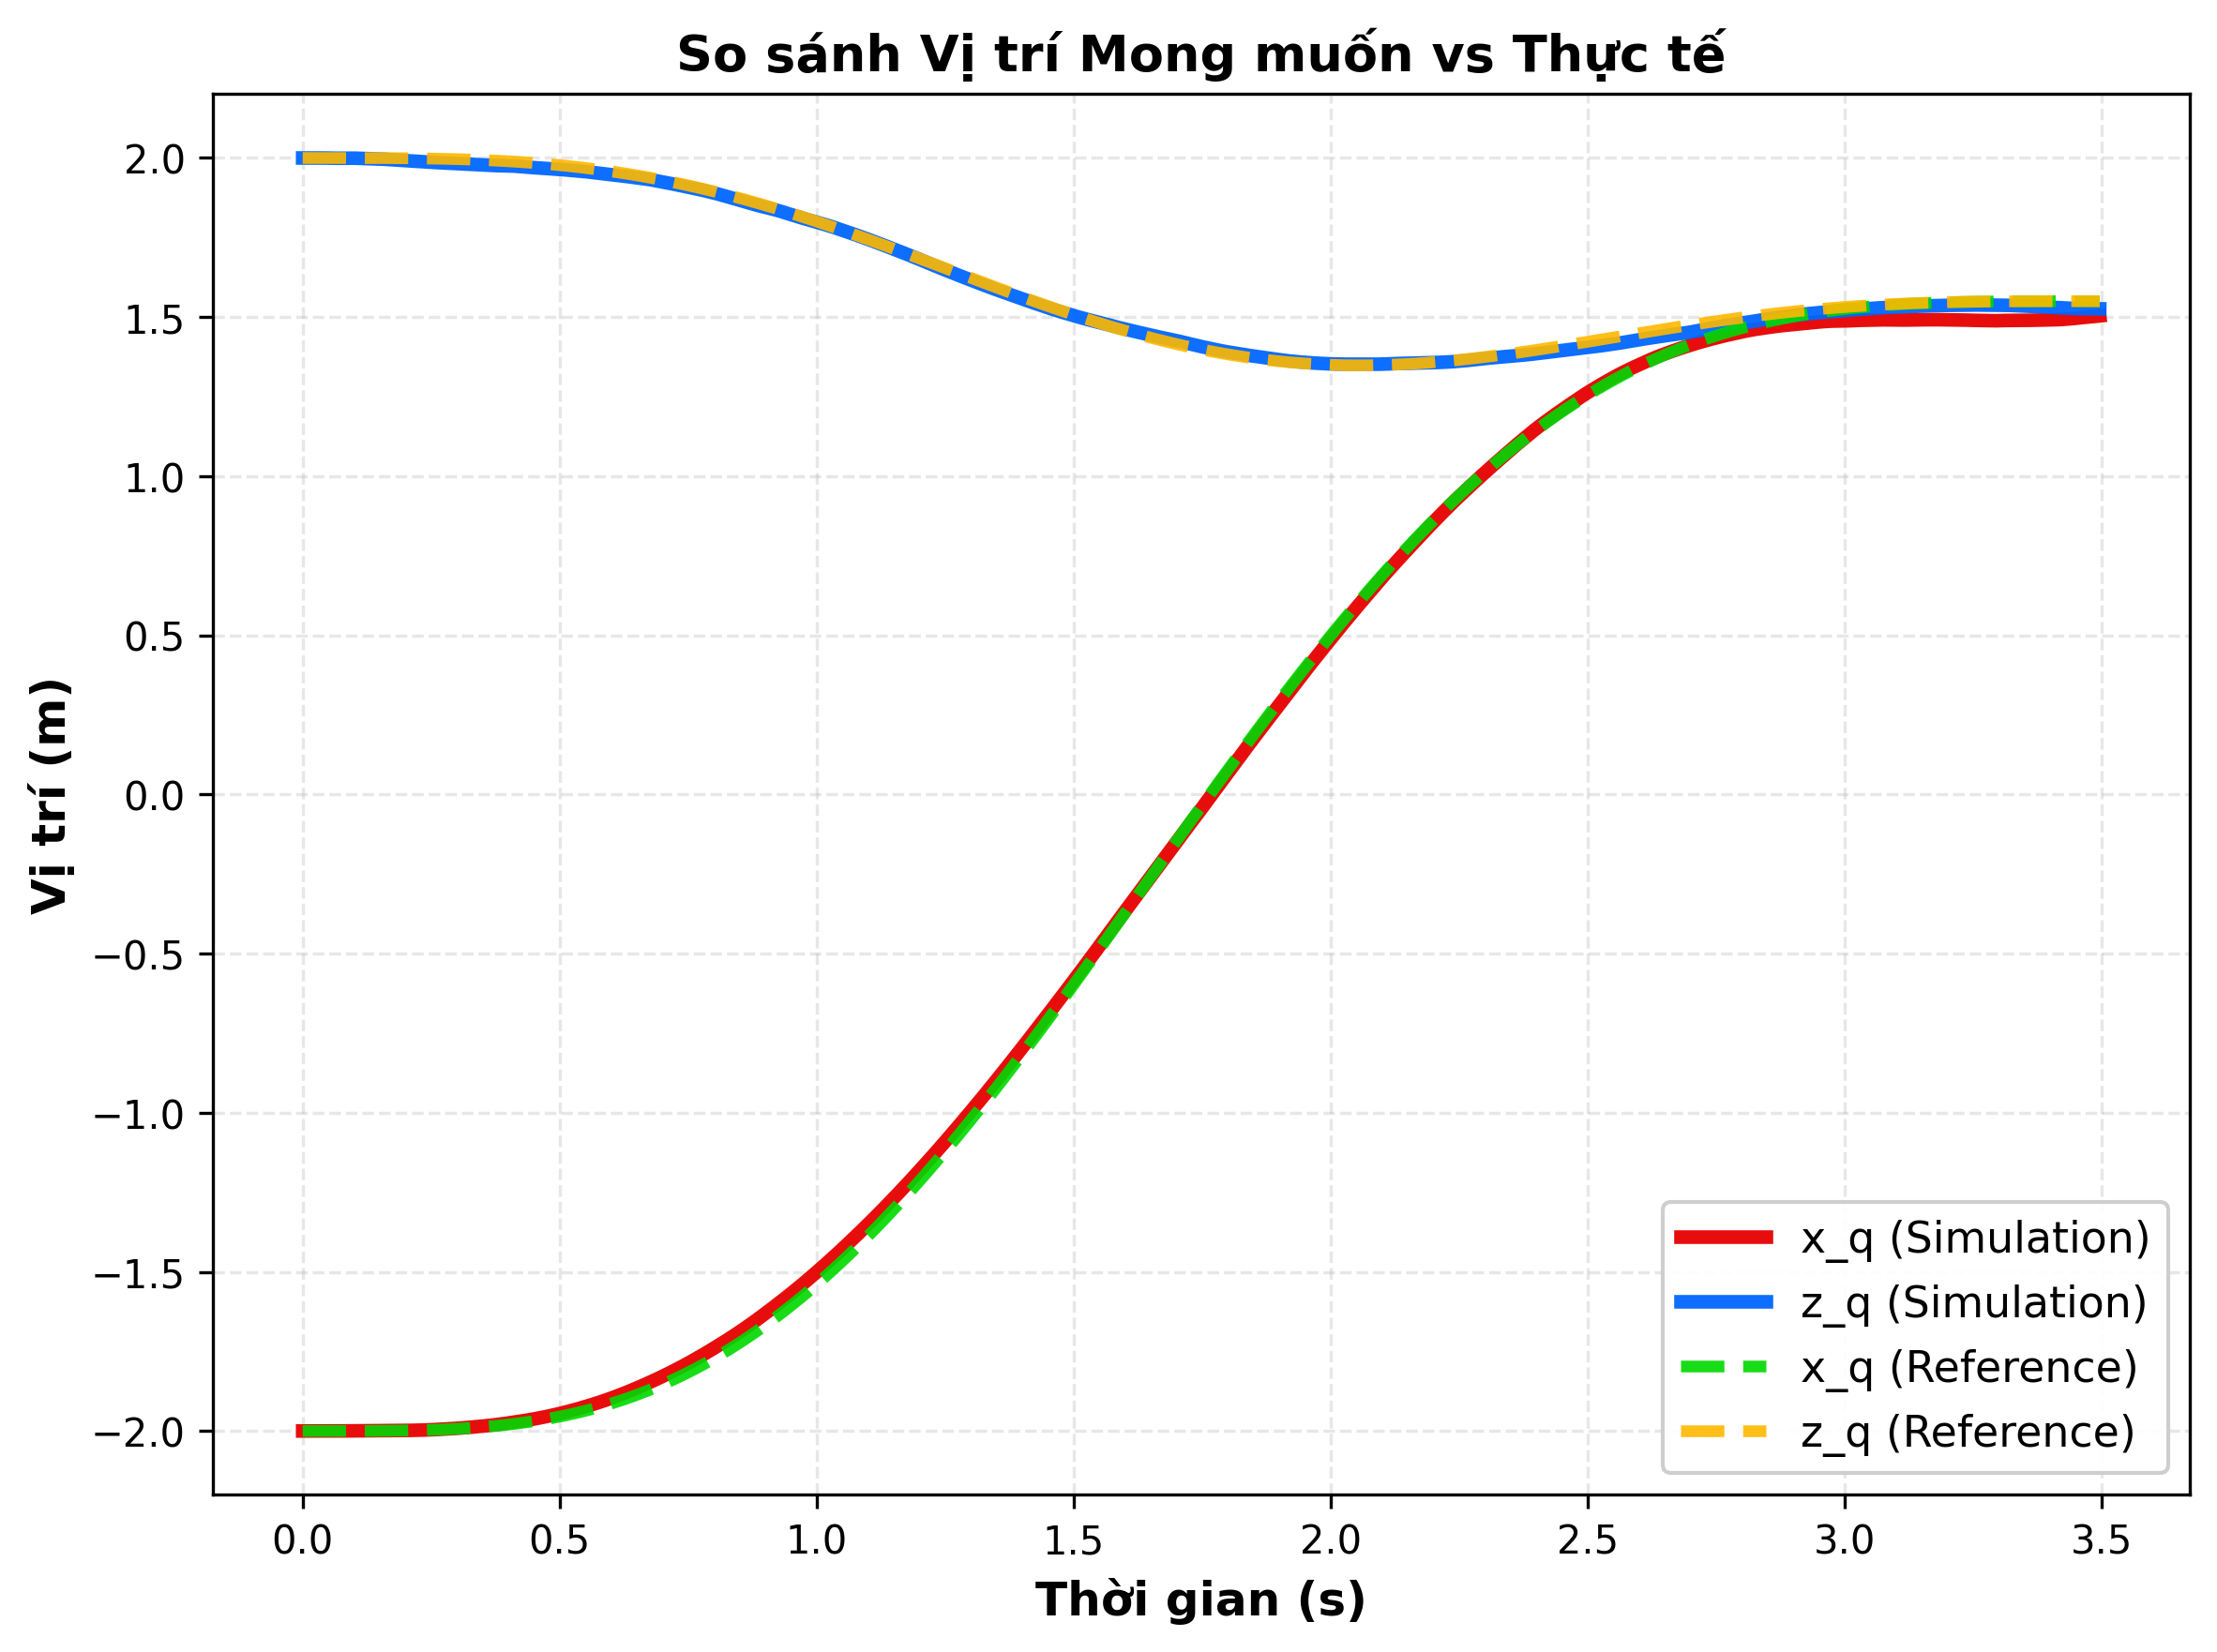 So sánh Vị trí Mong muốn vs Thực tế
Vị trí (m)
2.0
1.5
1.0
0.5
0.0
−0.5
−1.0
−1.5
−2.0
x_q (Simulation)
z_q (Simulation)
x_q (Reference)
z_q (Reference)
0.0 0.5 1.0 1.5 2.0 2.5 3.0 3.5
Thời gian (s)